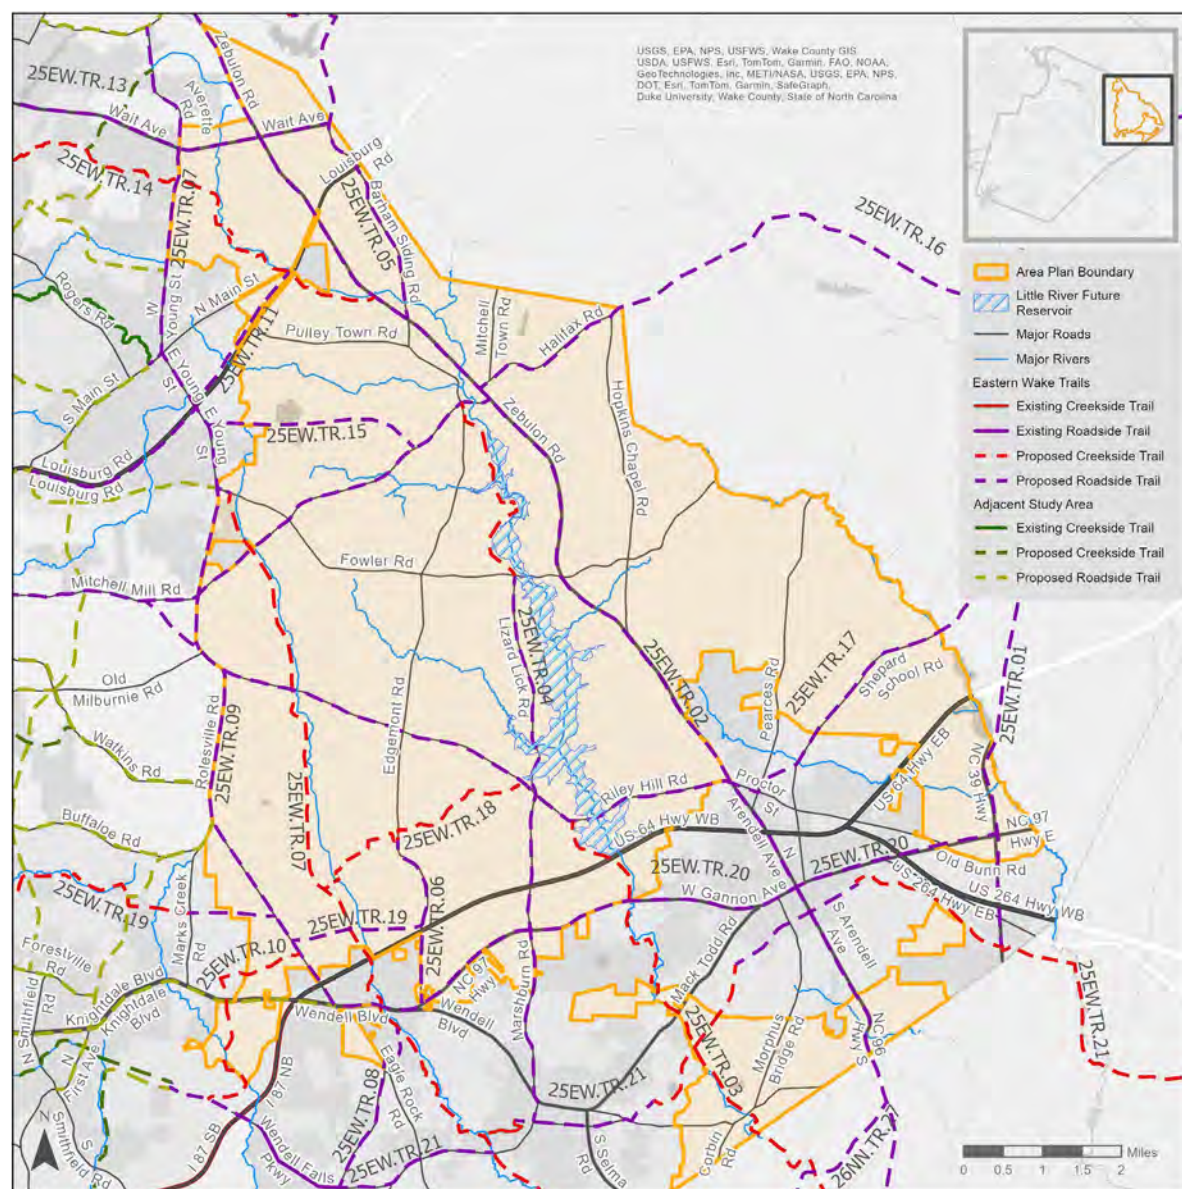 USGS, EPA, NPS, USFWS, Wake County GIS
USDA, USFWS, Esri, TomTom, Garmin, FAO, NOAA,
GeoTechnologies, Inc, METI/NASA, USGS, EPA, NPS,
DOT, Esri, TomTom, Garmin, SafeGraph,
Duke University, Wake County, State of North Carolina
Area Plan Boundary
Little River Future
Reservoir
Major Roads
Major Rivers
Eastern Wake Trails
Existing Creekside Trail
Existing Roadside Trail
Proposed Creekside Trail
Proposed Roadside Trail
Adjacent Study Area
Existing Creekside Trail
Proposed Creekside Trail
Proposed Roadside Trail
25EW.TR.13
Averette
Rd
Zebulon Rd
Wait Ave
Wait Ave
25EW.TR.14
25EW.TR.07
Louisburg
Rd
25EW.TR.05
Barham Siding Rd
25EW.TR.16
Rogers Rd
W
Young St
N Main St
25EW.TR.11
Pulley Town Rd
Mitchell
Town Rd
Halifax Rd
S Main St
E Young
St
E Young
St
25EW.TR.15
Zebulon Rd
Hopkins Chapel Rd
Louisburg Rd
Louisburg Rd
Fowler Rd
Mitchell Mill Rd
Lizard Lick Rd
25EW.TR.04
25EW.TR.02
Pearces Rd
25EW.TR.17
Shepard
School Rd
25EW.TR.01
Old
Milburnie Rd
Watkins Rd
Rolesville Rd
25EW.TR.09
Edgemont Rd
US 64 Hwy EB
NC 39 Hwy
Riley Hill Rd
Proctor
St
Buffaloe Rd
25EW.TR.07
25EW.TR.18
US 64 Hwy WB
Arendell Ave
N
NC 97
Hwy E
25EW.TR.20
25EW.TR.20
Old Bunn Rd
US 264 Hwy EB
US 264 Hwy WB
W Gannon Ave
25EW.TR.19
Marks Creek
Rd
25EW.TR.19
25EW.TR.06
25EW.TR.10
Forestville
Rd
Knightdale Blvd
Knightdale
Blvd
N Smithfield
Rd
N
First Ave
NC 97
Hwy
Wendell
Blvd
Wendell Blvd
Marshburn Rd
Mack Todd Rd
S Arendell
Ave
25EW.TR.21
25EW.TR.03
Morphus
Bridge Rd
NC 96
Hwy S
I 87 NB
I 87 SB
Eagle Rock
Rd
25EW.TR.08
25EW.TR.21
25EW.TR.21
Wendell Falls
Pkwy
S
Smithfield Rd
S Selma
Rd
Corbin
Rd
N
0 0.5 1 1.5 2
Miles